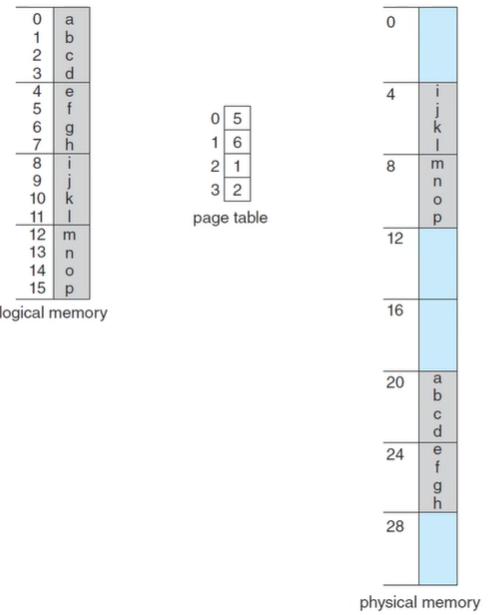 0 a
1 b
2 c
3 d
4 e
5 f
6 g
7 h
8 i
9 j
10 k
11 l
12 m
13 n
14 o
15 p
logical memory
0 5
1 6
2 1
3 2
page table
0
4 i
j
k
l
8 m
n
o
p
12
16
20 a
b
c
d
24 e
f
g
h
28
physical memory